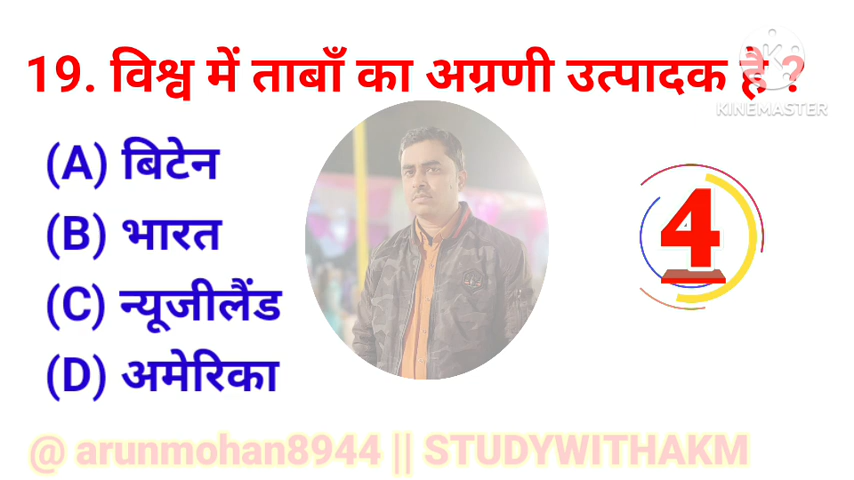 19. विश्व में ताबाँ का अग्रणी उत्पादक है ?
KINEMASTER
(A) बिटेन
(B) भारत
4
(C) न्यूजीलैंड
(D) अमेरिका
@ arunmohan8944 || STUDYWITHAKM